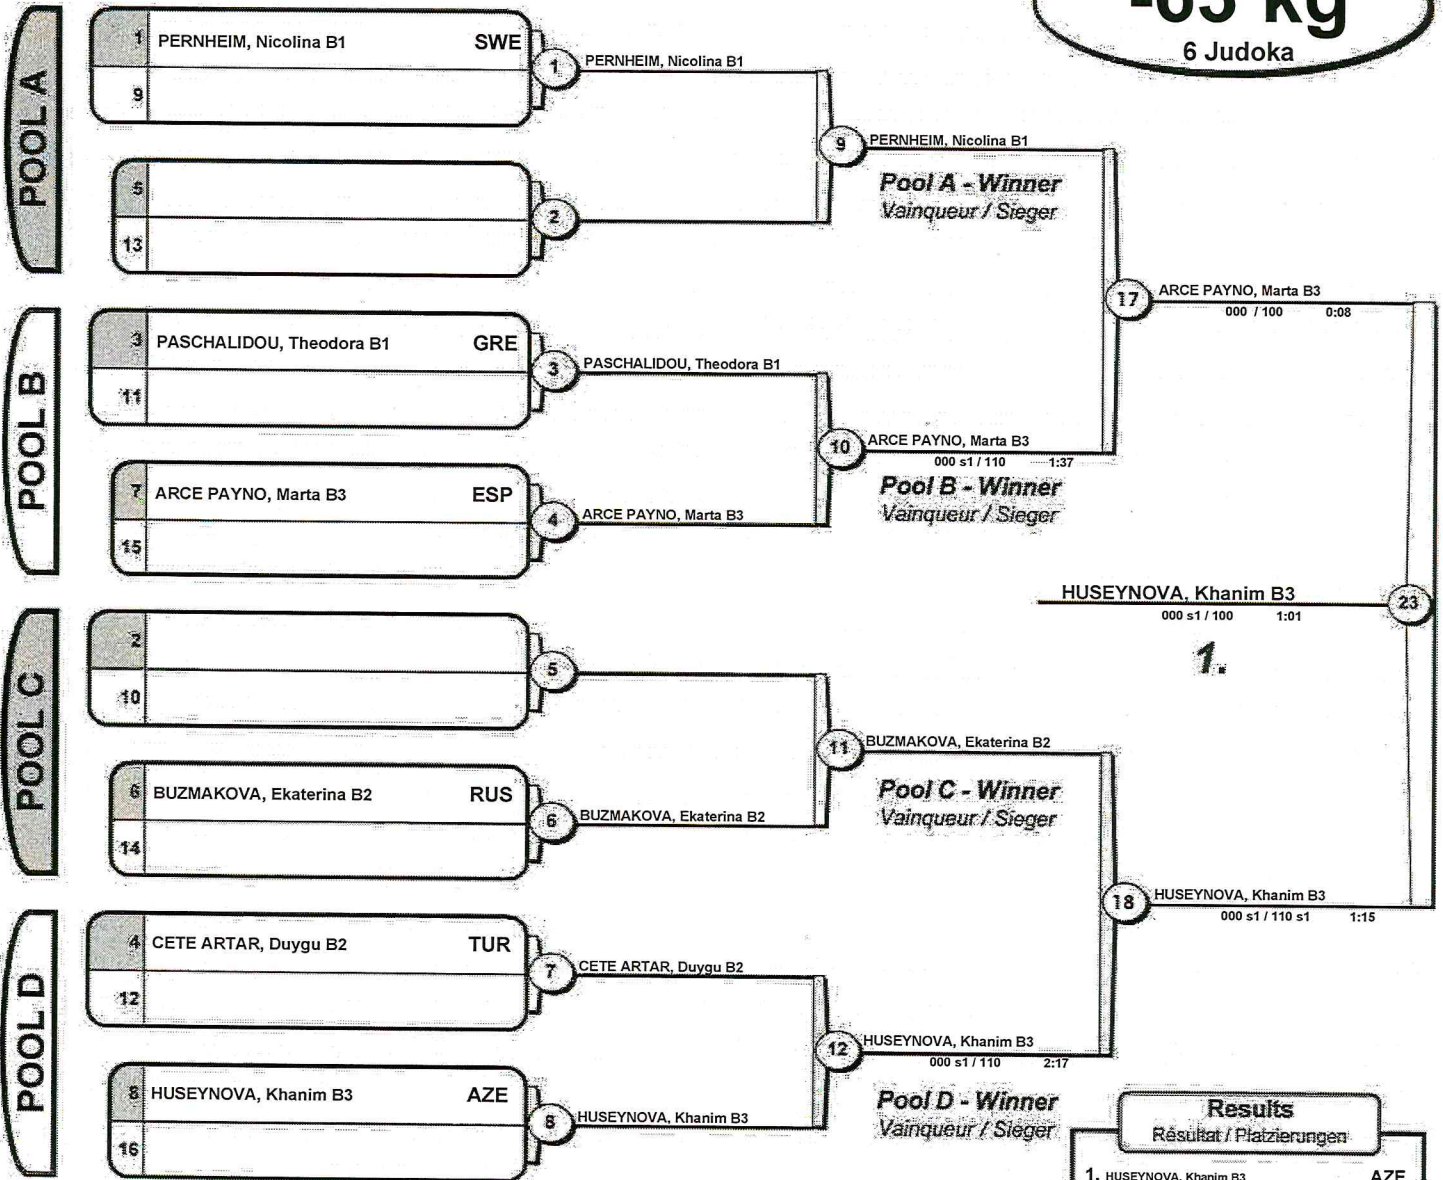 -63 kg
6 Judoka
POOL A
1 PERNHEIM, Nicolina B1 SWE
9
1
PERNHEIM, Nicolina B1
5
13
2
9
PERNHEIM, Nicolina B1
Pool A - Winner
Vainqueur / Sieger
POOL B
3 PASCHALIDOU, Theodora B1 GRE
11
3
PASCHALIDOU, Theodora B1
7 ARCE PAYNO, Marta B3 ESP
15
4
ARCE PAYNO, Marta B3
10
ARCE PAYNO, Marta B3
000 s1 / 110 1:37
Pool B - Winner
Vainqueur / Sieger
17
ARCE PAYNO, Marta B3
000 / 100 0:08
HUSEYNOVA, Khanim B3
000 s1 / 100 1:01
23
1.
POOL C
2
10
5
6 BUZMAKOVA, Ekaterina B2 RUS
14
6
BUZMAKOVA, Ekaterina B2
11
BUZMAKOVA, Ekaterina B2
Pool C - Winner
Vainqueur / Sieger
POOL D
4 CETE ARTAR, Duygu B2 TUR
12
7
CETE ARTAR, Duygu B2
8 HUSEYNOVA, Khanim B3 AZE
16
8
HUSEYNOVA, Khanim B3
12
HUSEYNOVA, Khanim B3
000 s1 / 110 2:17
Pool D - Winner
Vainqueur / Sieger
18
HUSEYNOVA, Khanim B3
000 s1 / 110 s1 1:15
Results
Résultat / Platzierungen
1. HUSEYNOVA, Khanim B3 AZE